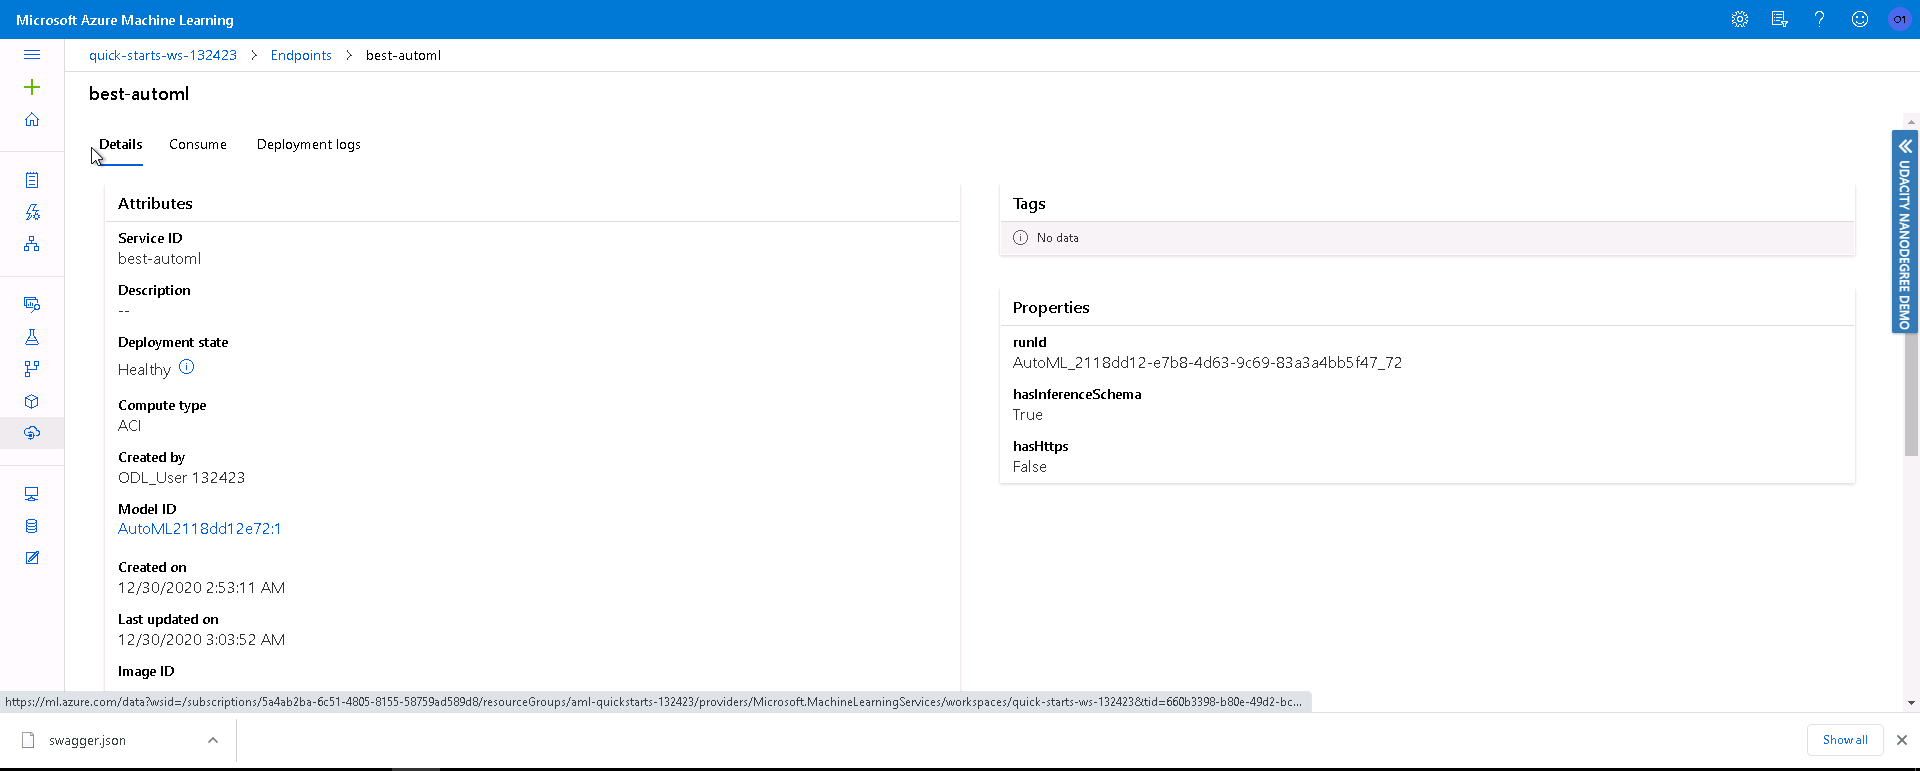 Microsoft Azure Machine Learning
O1
quick-starts-ws-132423 > Endpoints > best-automl
best-automl
Details Consume Deployment logs
Attributes
Service ID
best-automl
Description
--
Deployment state
Healthy
Compute type
ACI
Created by
ODL_User 132423
Model ID
AutoML2118dd12e72:1
Created on
12/30/2020 2:53:11 AM
Last updated on
12/30/2020 3:03:52 AM
Image ID
Tags
No data
Properties
runId
AutoML_2118dd12-e7b8-4d63-9c69-83a3a4bb5f47_72
hasInferenceSchema
True
hasHttps
False
UDACITY NANODEGREE DEMO
https://ml.azure.com/data?wsid=/subscriptions/5a4ab2ba-6c51-4805-8155-58759ad589d8/resourceGroups/aml-quickstarts-132423/providers/Microsoft.MachineLearningServices/workspaces/quick-starts-ws-132423&tid=660b3398-b80e-49d2-bc...
swagger.json
Show all